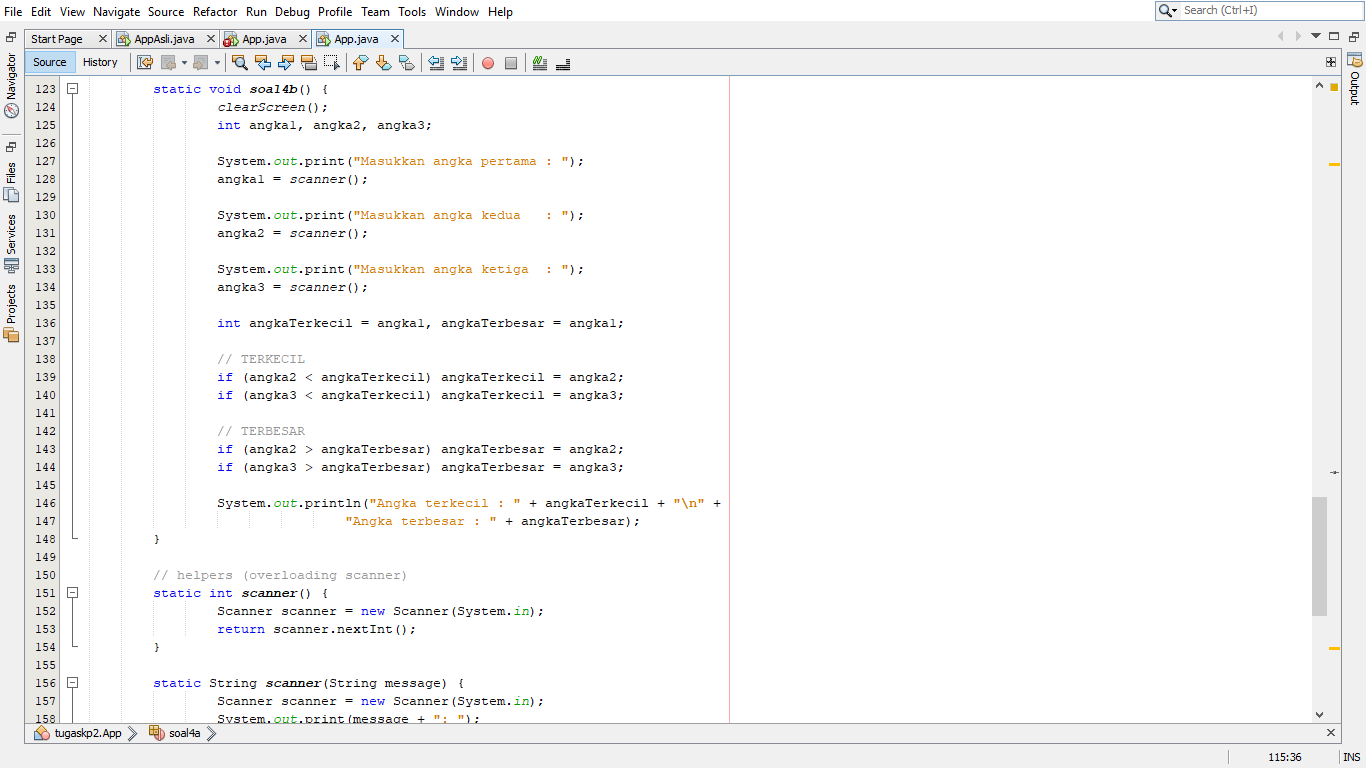 File Edit View Navigate Source Refactor Run Debug Profile Team Tools Window Help
Search (Ctrl+I)
Start Page AppAsli.java App.java App.java
Source History
Navigator
Files
Services
Projects
Output
123 static void soal4b() {
124 clearScreen();
125 int angka1, angka2, angka3;
126
127 System.out.print("Masukkan angka pertama : ");
128 angka1 = scanner();
129
130 System.out.print("Masukkan angka kedua   : ");
131 angka2 = scanner();
132
133 System.out.print("Masukkan angka ketiga  : ");
134 angka3 = scanner();
135
136 int angkaTerkecil = angka1, angkaTerbesar = angka1;
137
138 // TERKECIL
139 if (angka2 < angkaTerkecil) angkaTerkecil = angka2;
140 if (angka3 < angkaTerkecil) angkaTerkecil = angka3;
141
142 // TERBESAR
143 if (angka2 > angkaTerbesar) angkaTerbesar = angka2;
144 if (angka3 > angkaTerbesar) angkaTerbesar = angka3;
145
146 System.out.println("Angka terkecil : " + angkaTerkecil + "\n" +
147 "Angka terbesar : " + angkaTerbesar);
148 }
149
150 // helpers (overloading scanner)
151 static int scanner() {
152 Scanner scanner = new Scanner(System.in);
153 return scanner.nextInt();
154 }
155
156 static String scanner(String message) {
157 Scanner scanner = new Scanner(System.in);
158 System.out.print(message + ": ");
tugaskp2.App soal4a
115:36 INS